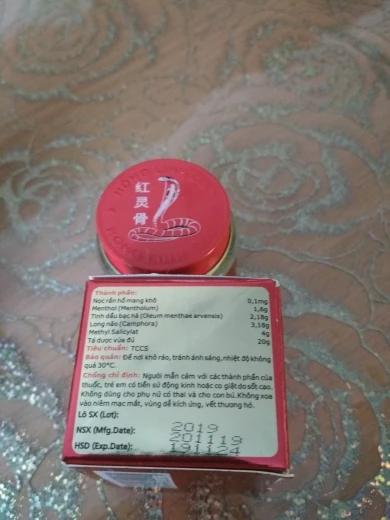 红灵骨
Thành phần:
Nọc rắn hổ mang khô 0,1mg
Menthol (Mentholum) 1,6g
Tinh dầu bạc hà (Oleum menthae arvensis) 2,18g
Long não (Camphora) 3,18g
Methyl Salicylat 4g
Tá dược vừa đủ 20g
Tiêu chuẩn: TCCS
Bảo quản: Để nơi khô ráo, tránh ánh sáng, nhiệt độ không
quá 30°C.
Chống chỉ định: Người mẫn cảm với các thành phần của
thuốc, trẻ em có tiền sử động kinh hoặc co giật do sốt cao.
Không dùng cho phụ nữ có thai và cho con bú. Không xoa
vào niêm mạc mắt, vùng dễ kích ứng, vết thương hở.
Lô SX (Lot): 2019
NSX (Mfg.Date): 201119
HSD (Exp.Date): 191124